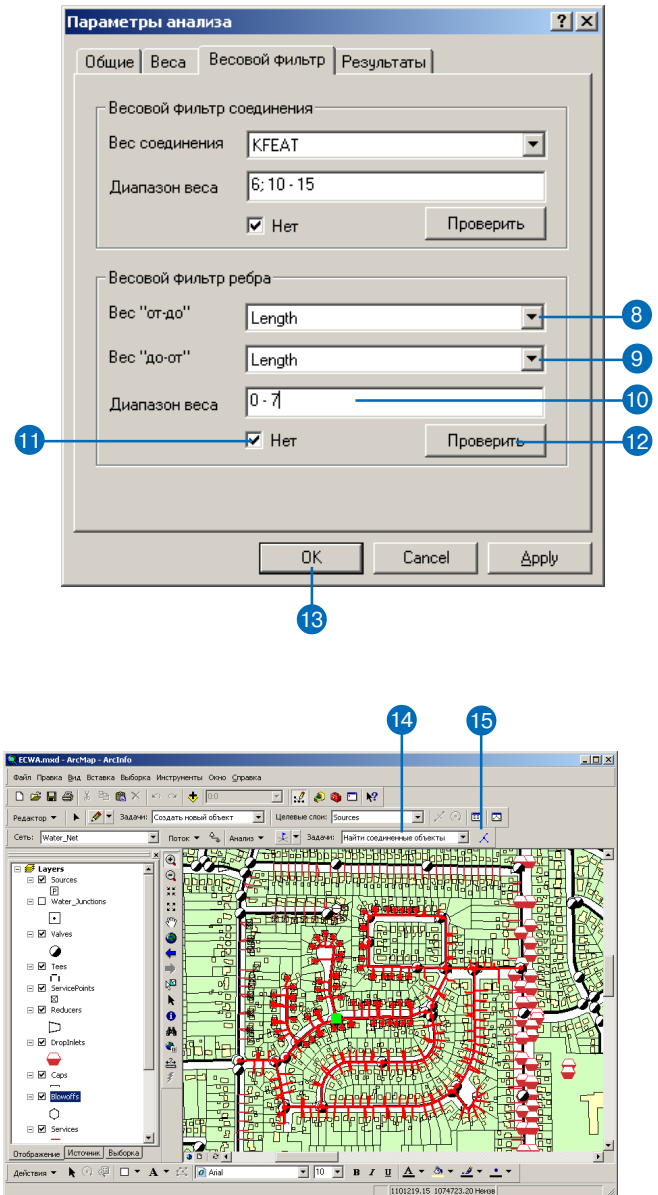 Параметры анализа
Общие Веса Весовой фильтр Результаты
Весовой фильтр соединения
Вес соединения KFEAT
Диапазон веса 6; 10 - 15
Нет Проверить
Весовой фильтр ребра
Вес "от-до" Length 8
Вес "до-от" Length 9
Диапазон веса 0 - 7 10
11 Нет Проверить 12
OK Cancel Apply
13
14 15
ECWA.mxd - ArcMap - ArcInfo
Файл Правка Вид Вставка Выборка Инструменты Окно Справка
0:0
Редактор Задачи: Создать новый объект Целевые слои: Sources
Сеть: Water_Net Поток Анализ Задачи: Найти соединенные объекты
Layers
Sources
P
Water_Junctions
Valves
Tees
ServicePoints
Reducers
DropInlets
Caps
Blowoffs
Services
Отображение Источник Выборка
Действия A Arial 10 B I U A
1101219.15 1074723.20 Неизв